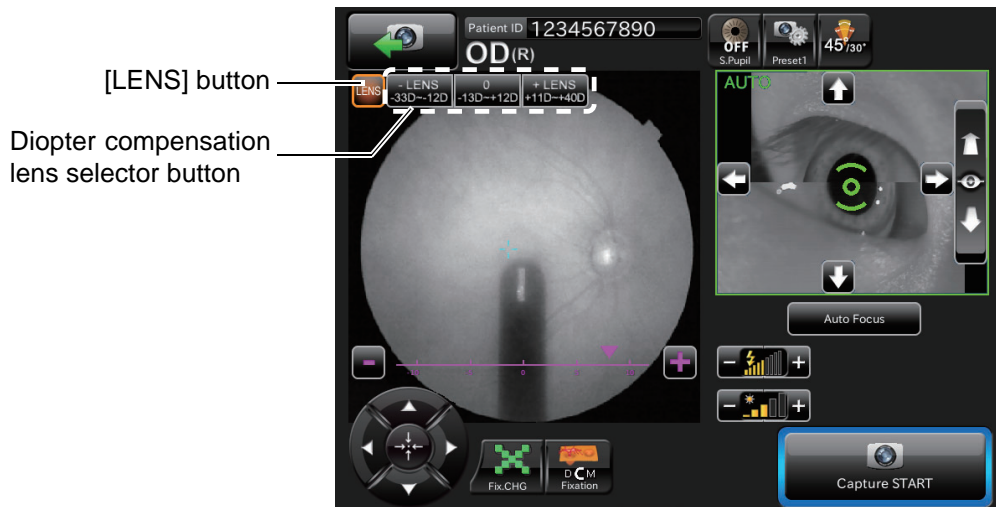 Patient ID 1234567890
OD(R)
OFF
S.Pupil
Preset1
45°/30°
[LENS] button
LENS
- LENS
-33D~-12D
0
-13D~+12D
+ LENS
+11D~+40D
AUTO
Diopter compensation
lens selector button
Auto Focus
0
Fix.CHG
D C M
Fixation
Capture START